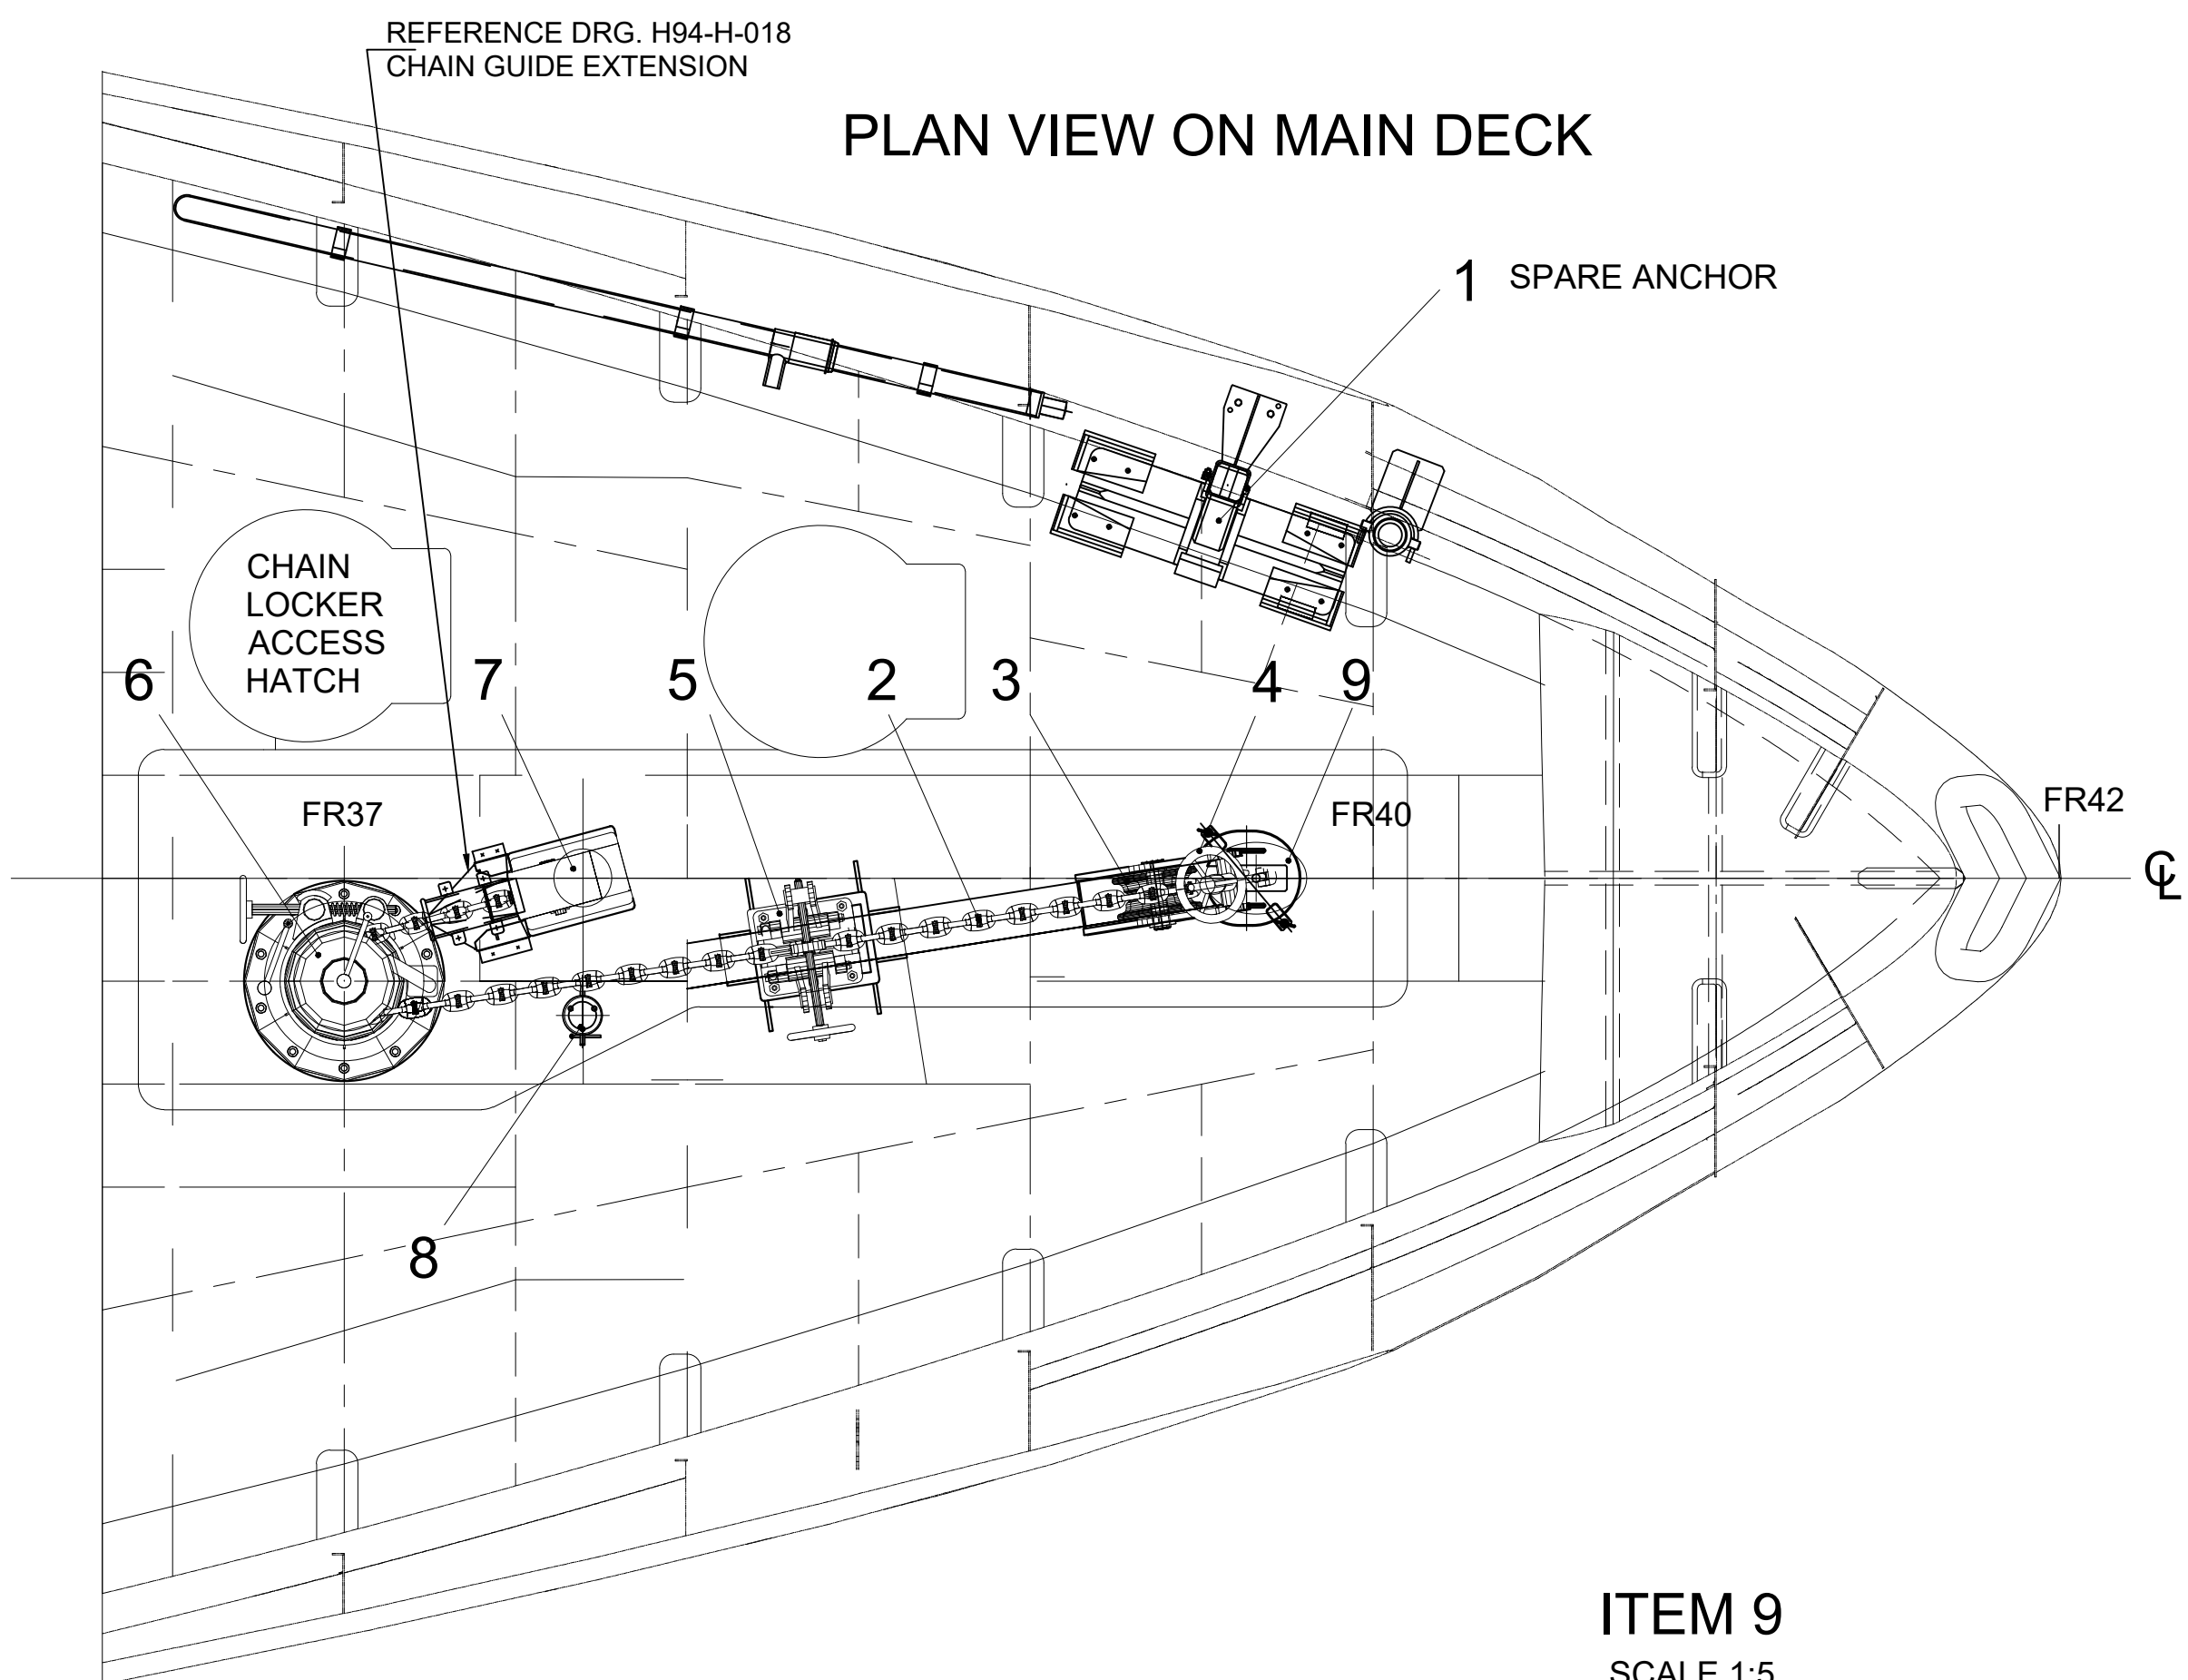 REFERENCE DRG. H94-H-018
CHAIN GUIDE EXTENSION
PLAN VIEW ON MAIN DECK
1 SPARE ANCHOR
CHAIN
LOCKER
ACCESS
HATCH
6 7 5 2 3 4 9
FR37 FR40 FR42
℄
8
ITEM 9
SCALE 1:5